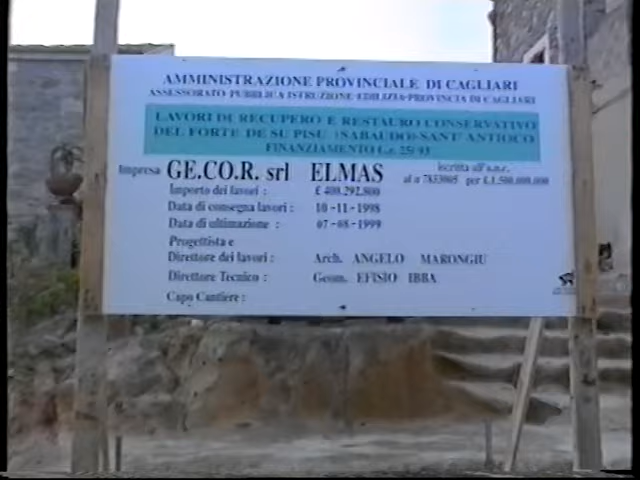 AMMINISTRAZIONE PROVINCIALE DI CAGLIARI
ASSESSORATO PUBBLICA ISTRUZIONE-EDILIZIA-PROVINCIA DI CAGLIARI
LAVORI DI RECUPERO E RESTAURO CONSERVATIVO
DEL FORTE DE SU PISU (SABAUDO)-SANT' ANTIOCO
FINANZIAMENTO L.r. 25/93
Impresa GE.CO.R. srl ELMAS
iscritta all'a.n.c.
al n 7833005 per £.1.500.000.000
Importo dei lavori : £ 400.292.800
Data di consegna lavori : 10-11-1998
Data di ultimazione : 07-08-1999
Progettista e
Direttore dei lavori : Arch. ANGELO MARONGIU
Direttore Tecnico : Geom. EFISIO IBBA
Capo Cantiere :